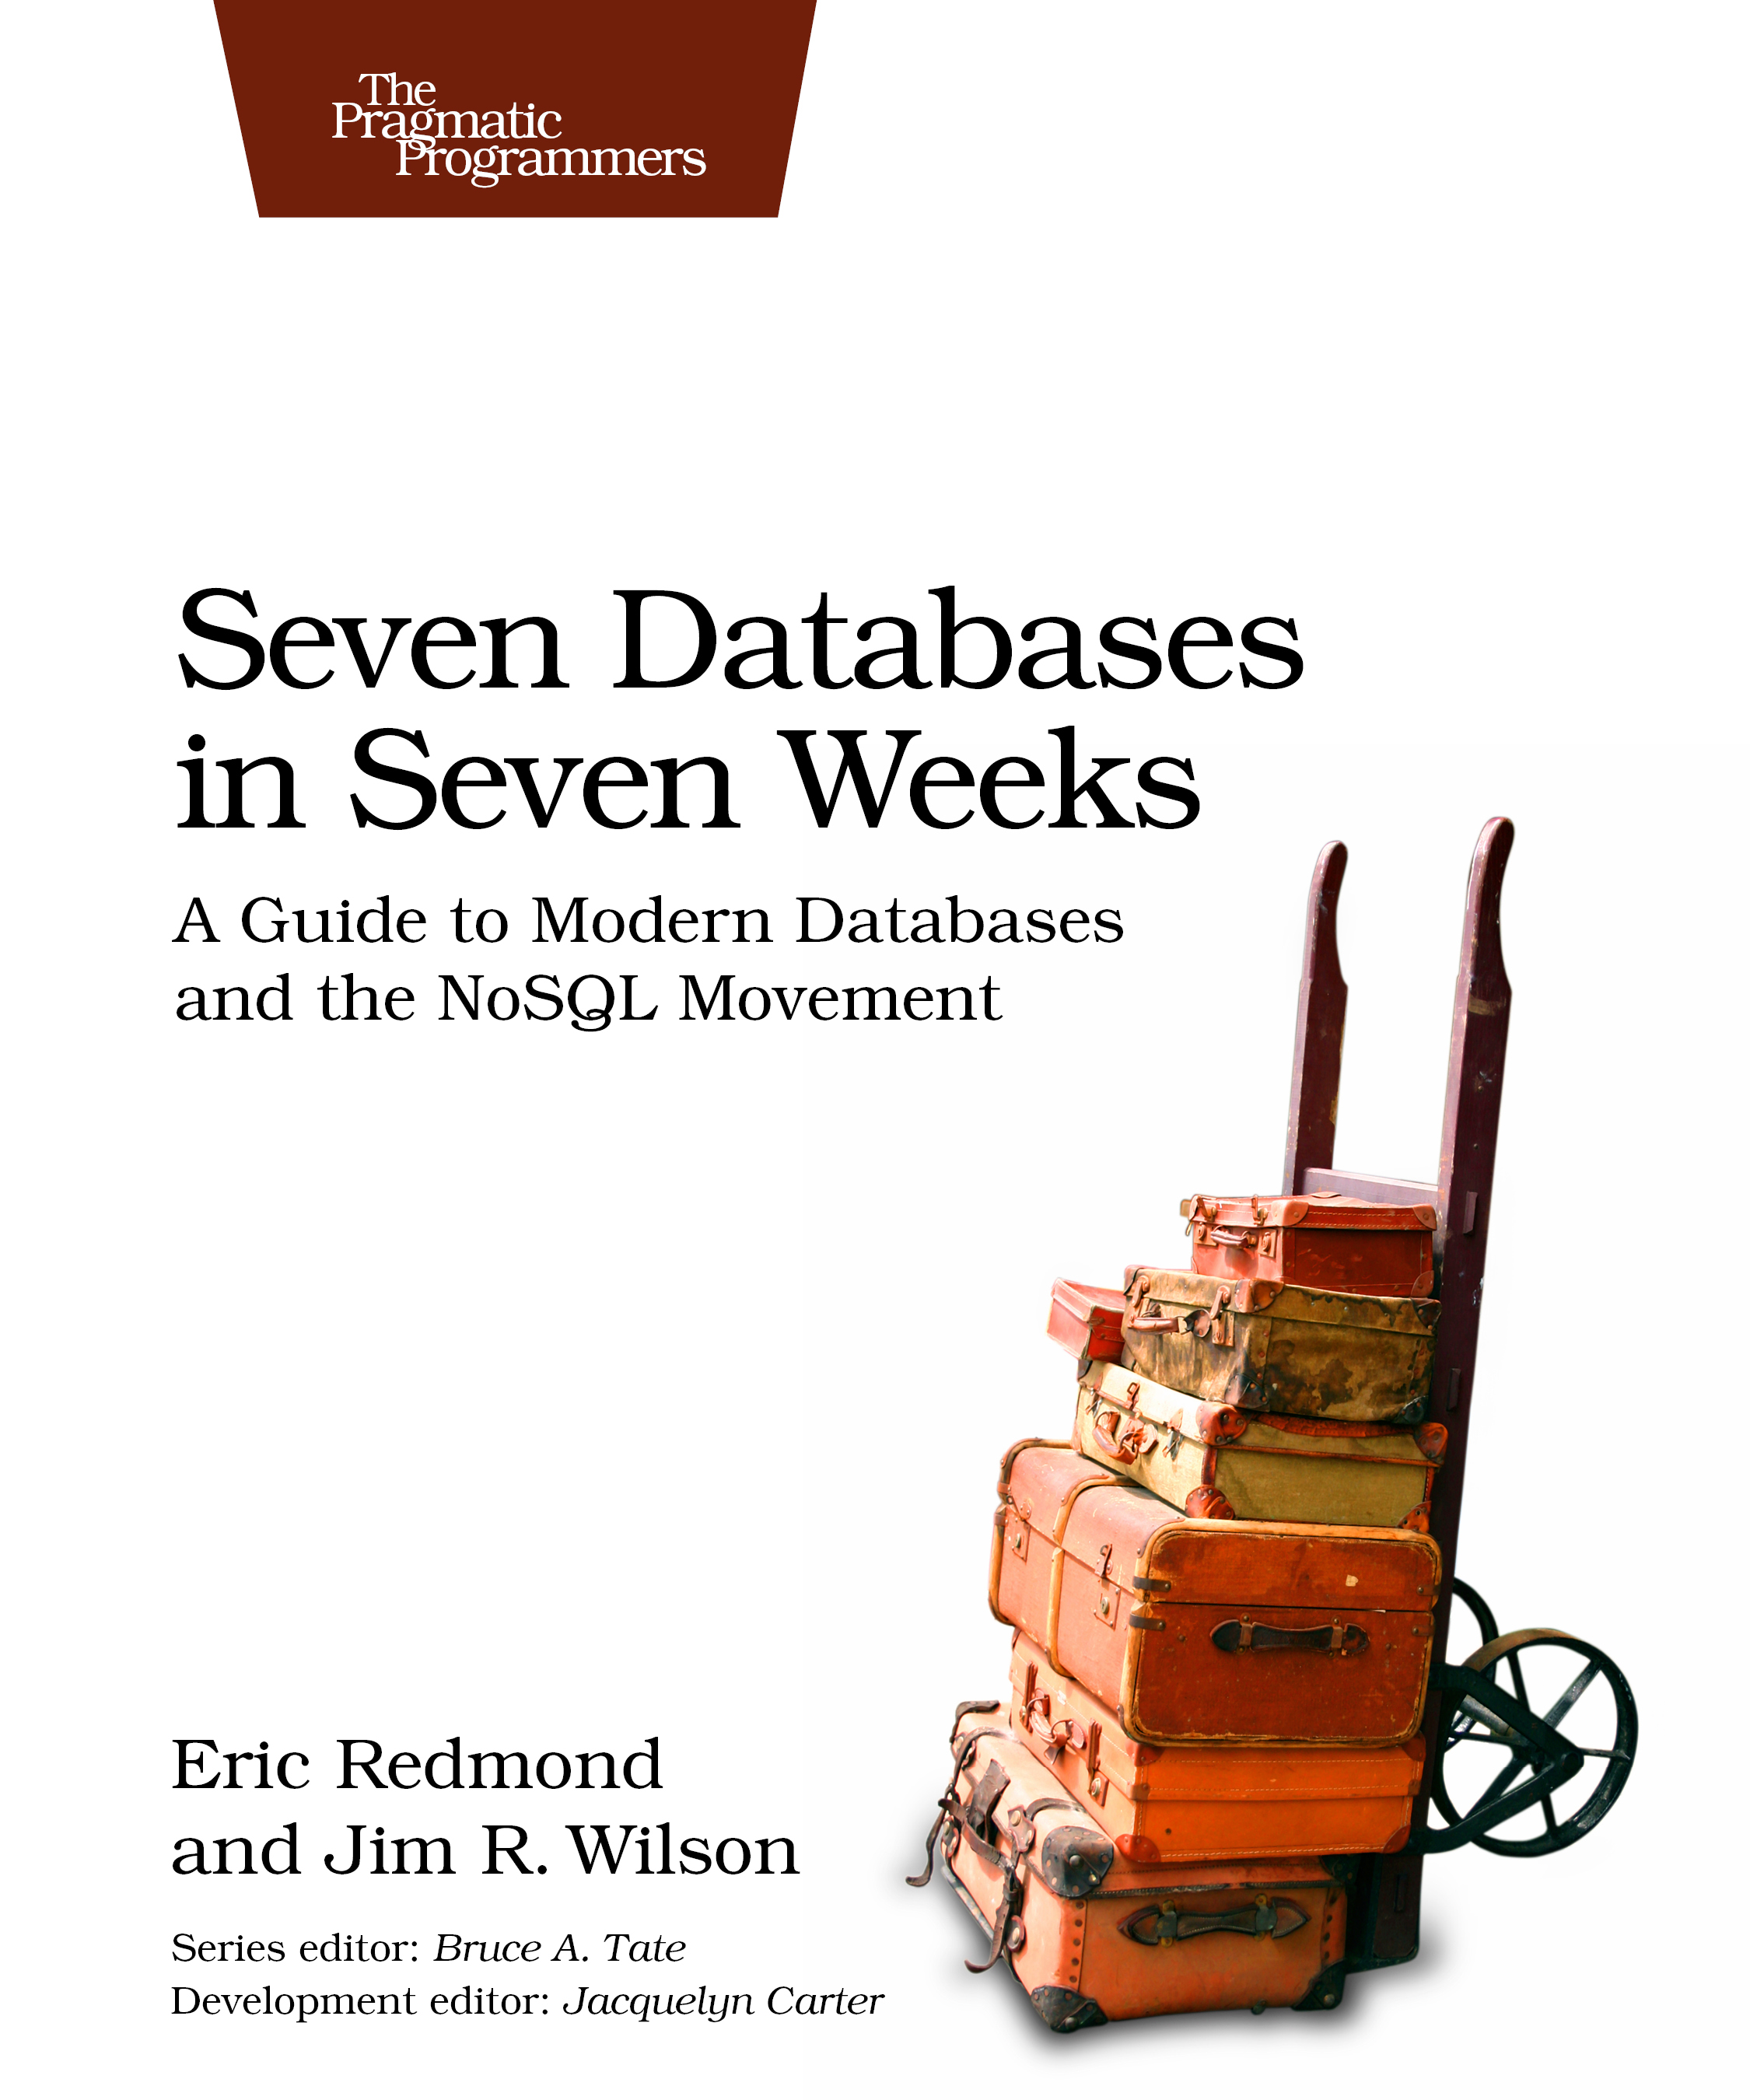 The
Pragmatic
Programmers
Seven Databases
in Seven Weeks
A Guide to Modern Databases
and the NoSQL Movement
Eric Redmond
and Jim R. Wilson
Series editor: Bruce A. Tate
Development editor: Jacquelyn Carter